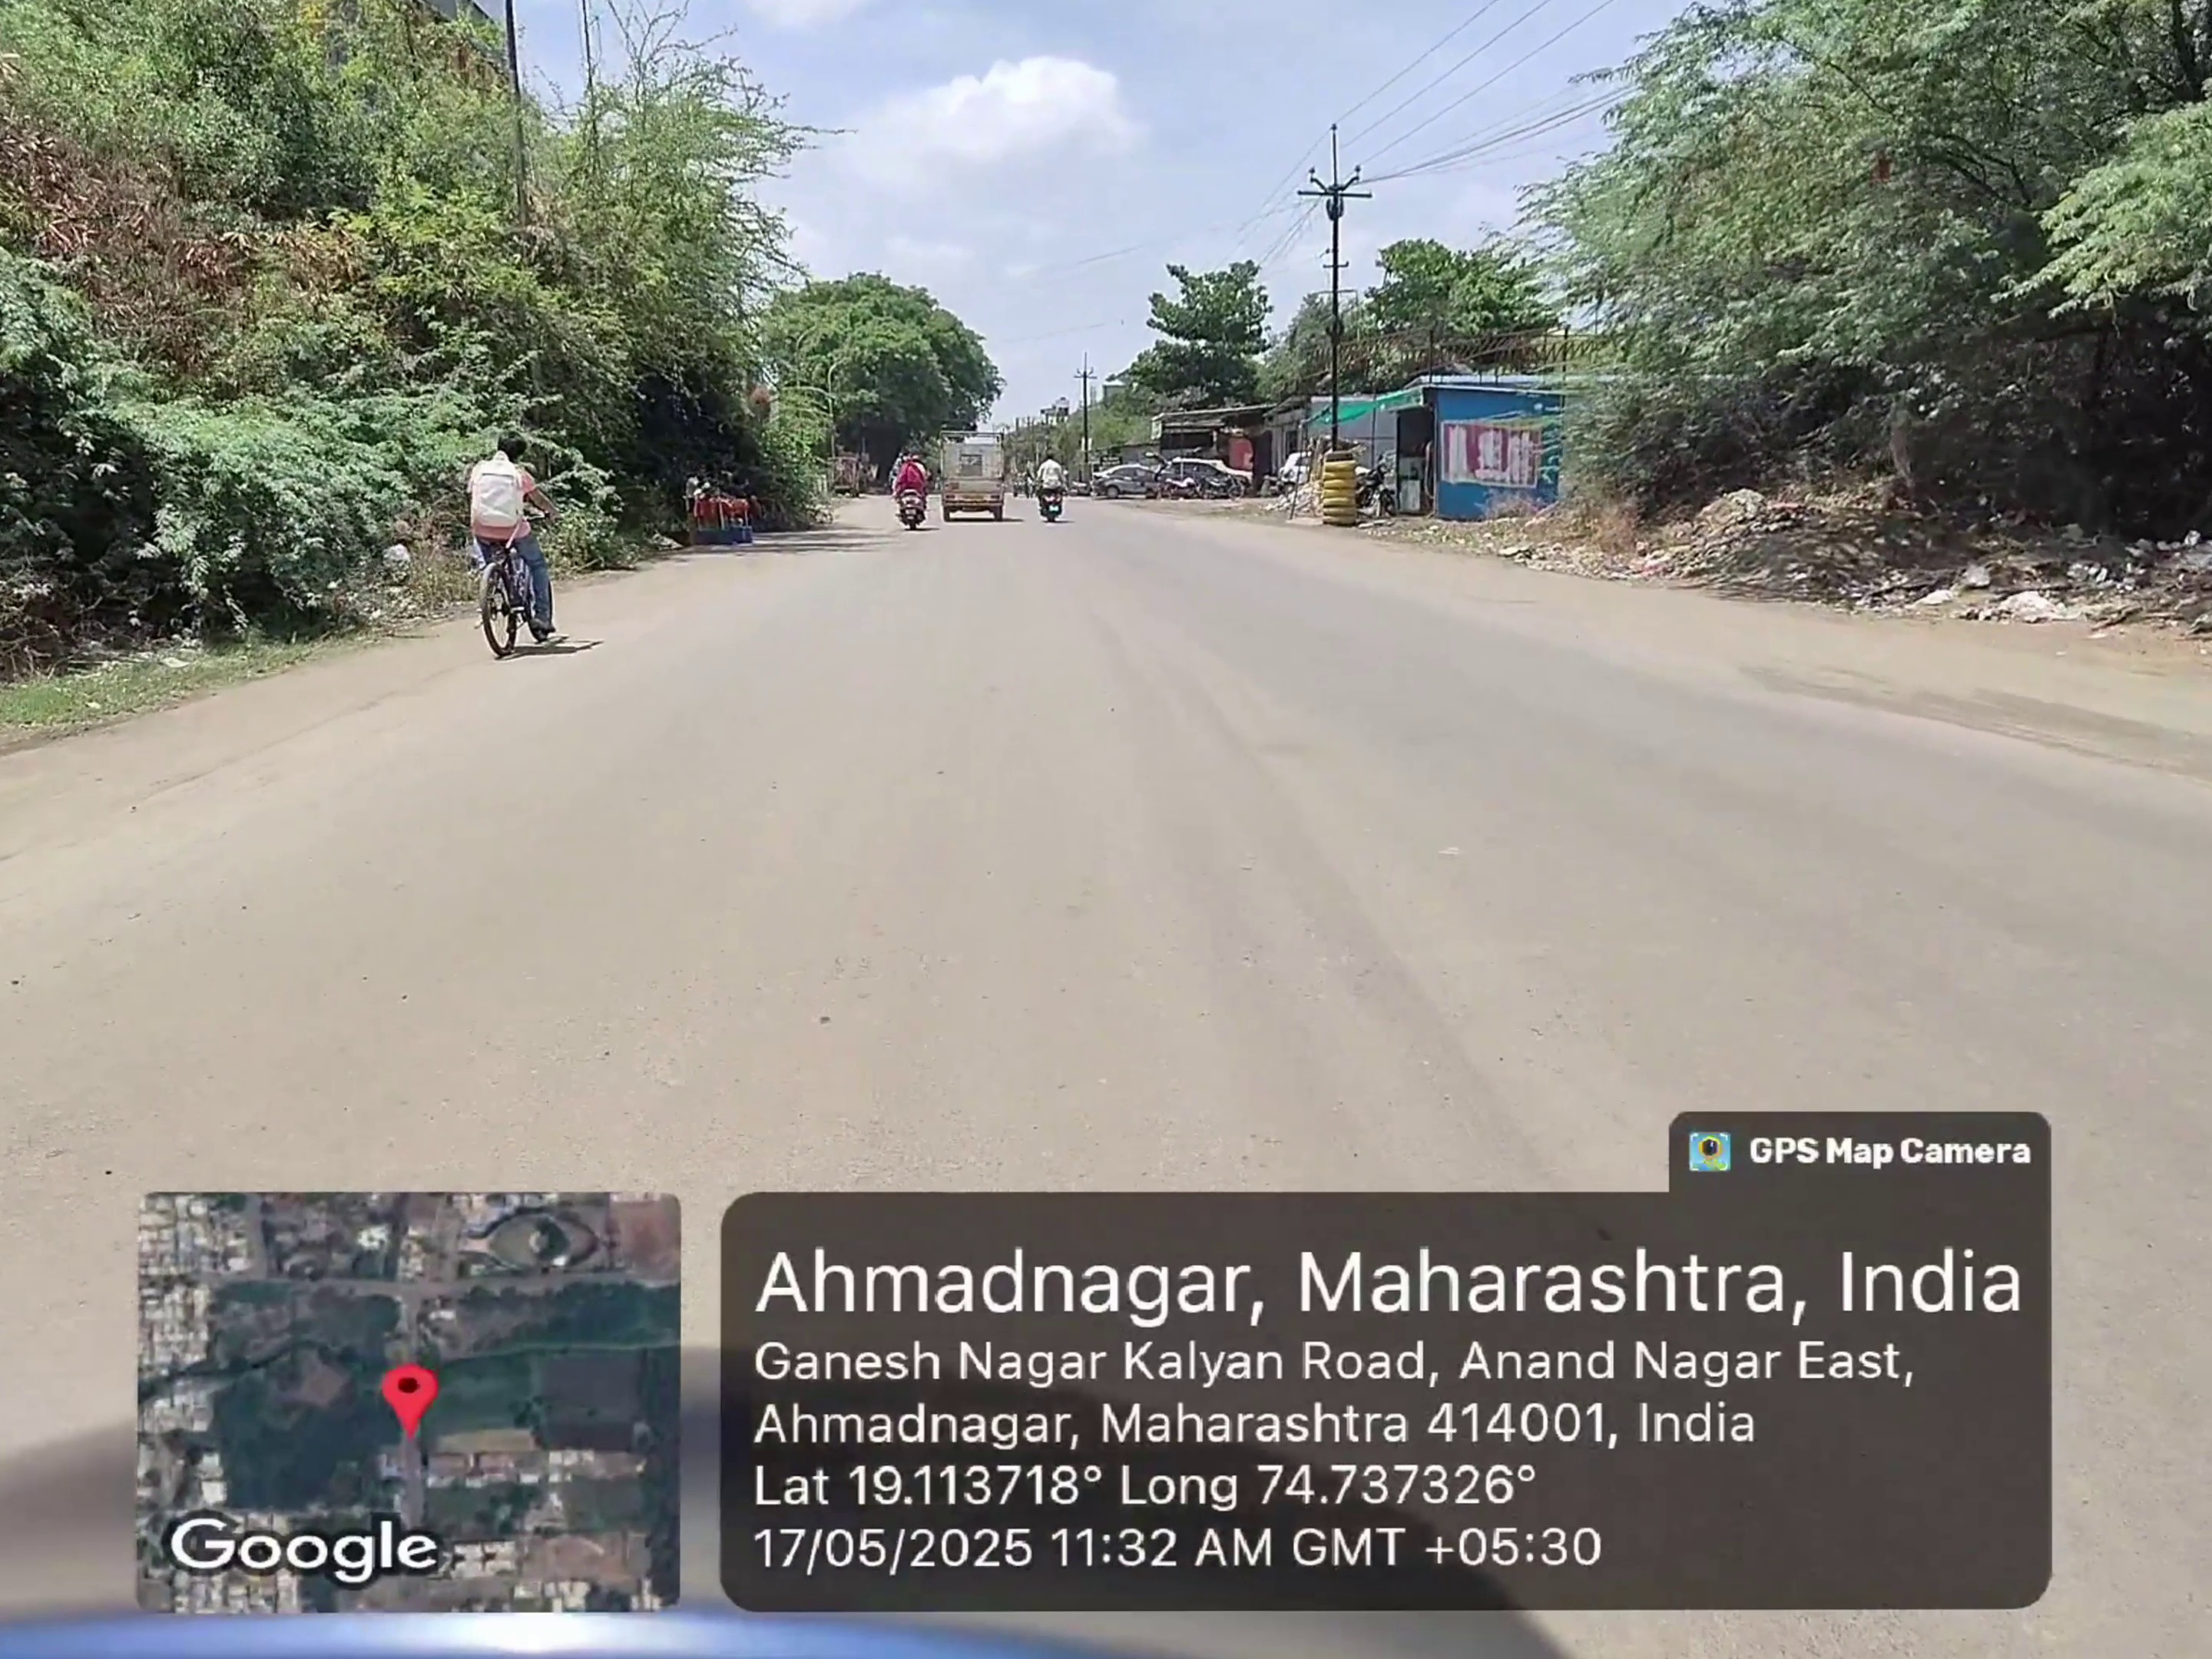 GPS Map Camera
Ahmadnagar, Maharashtra, India
Ganesh Nagar Kalyan Road, Anand Nagar East,
Ahmadnagar, Maharashtra 414001, India
Lat 19.113718° Long 74.737326°
17/05/2025 11:32 AM GMT +05:30
Google